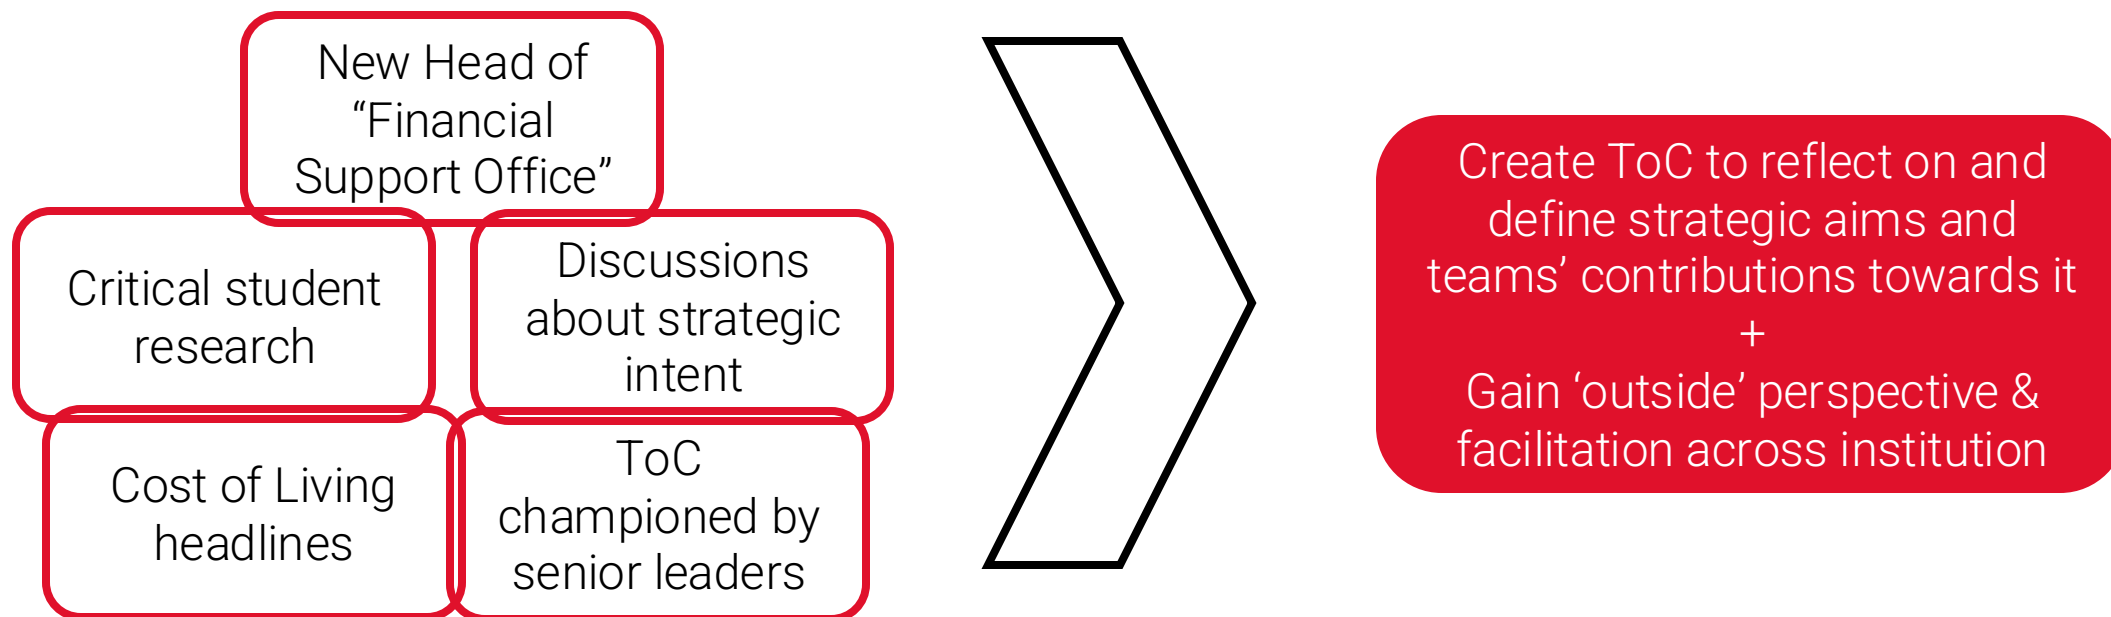 New Head of
“Financial
Support Office”
Critical student
research
Discussions
about strategic
intent
Cost of Living
headlines
ToC
championed by
senior leaders
Create ToC to reflect on and
define strategic aims and
teams’ contributions towards it
+
Gain ‘outside’ perspective &
facilitation across institution